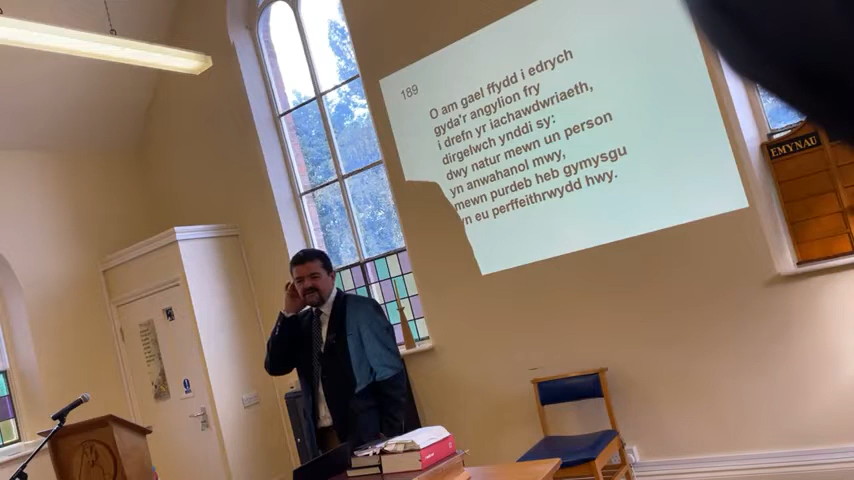 189
O am gael ffydd i edrych
gyda'r angylion fry
i drefn yr iachawdwriaeth,
dirgelwch ynddi sy:
dwy natur mewn un person
yn anwahanol mwy,
mewn purdeb heb gymysgu
yn eu perffeithrwydd hwy.
EMYNAU